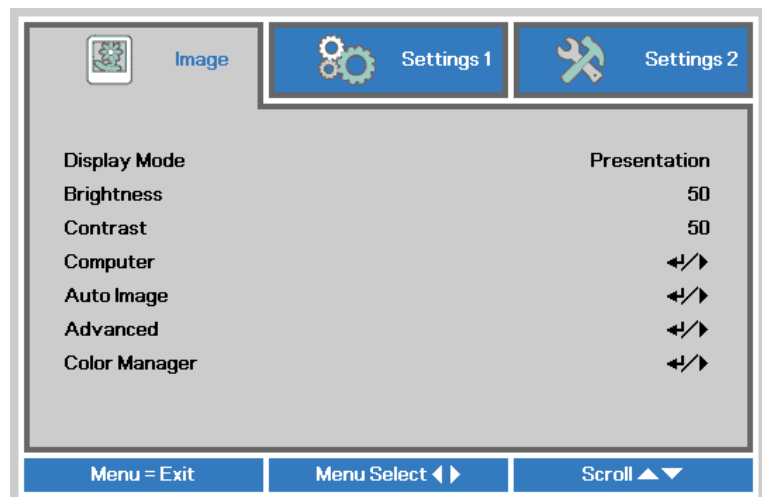 Image Settings 1 Settings 2
Display Mode Presentation
Brightness 50
Contrast 50
Computer ↵/▶
Auto Image ↵/▶
Advanced ↵/▶
Color Manager ↵/▶
Menu = Exit Menu Select ◀▶ Scroll ▲▼